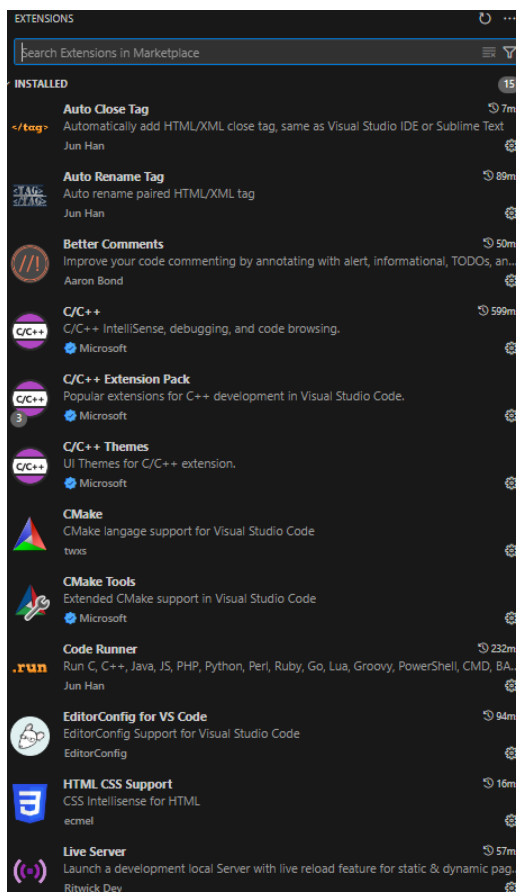 EXTENSIONS
Search Extensions in Marketplace
INSTALLED 15
Auto Close Tag 7m
</tag> Automatically add HTML/XML close tag, same as Visual Studio IDE or Sublime Text
Jun Han
Auto Rename Tag 89m
<TAG>
</TAG>
Auto rename paired HTML/XML tag
Jun Han
Better Comments 50m
//! Improve your code commenting by annotating with alert, informational, TODOs, an...
Aaron Bond
C/C++ 599m
C/C++ C/C++ IntelliSense, debugging, and code browsing.
Microsoft
C/C++ Extension Pack
C/C++ Popular extensions for C++ development in Visual Studio Code.
3 Microsoft
C/C++ Themes
C/C++ UI Themes for C/C++ extension.
Microsoft
CMake
CMake langage support for Visual Studio Code
twxs
CMake Tools
Extended CMake support in Visual Studio Code
Microsoft
Code Runner 232m
.run Run C, C++, Java, JS, PHP, Python, Perl, Ruby, Go, Lua, Groovy, PowerShell, CMD, BA...
Jun Han
EditorConfig for VS Code 94m
EditorConfig Support for Visual Studio Code
EditorConfig
HTML CSS Support 16m
3 CSS Intellisense for HTML
ecmel
Live Server 57m
Launch a development local Server with live reload feature for static & dynamic pag...
Ritwick Dey